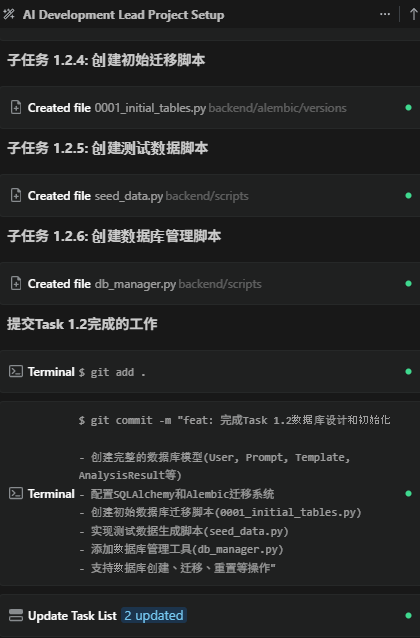 AI Development Lead Project Setup
子任务 1.2.4: 创建初始迁移脚本
Created file 0001_initial_tables.py backend/alembic/versions
子任务 1.2.5: 创建测试数据脚本
Created file seed_data.py backend/scripts
子任务 1.2.6: 创建数据库管理脚本
Created file db_manager.py backend/scripts
提交Task 1.2完成的工作
Terminal $ git add .
$ git commit -m "feat: 完成Task 1.2数据库设计和初始化
- 创建完整的数据库模型(User, Prompt, Template,
AnalysisResult等)
Terminal - 配置SQLAlchemy和Alembic迁移系统
- 创建初始数据库迁移脚本(0001_initial_tables.py)
- 实现测试数据生成脚本(seed_data.py)
- 添加数据库管理工具(db_manager.py)
- 支持数据库创建、迁移、重置等操作"
Update Task List 2 updated